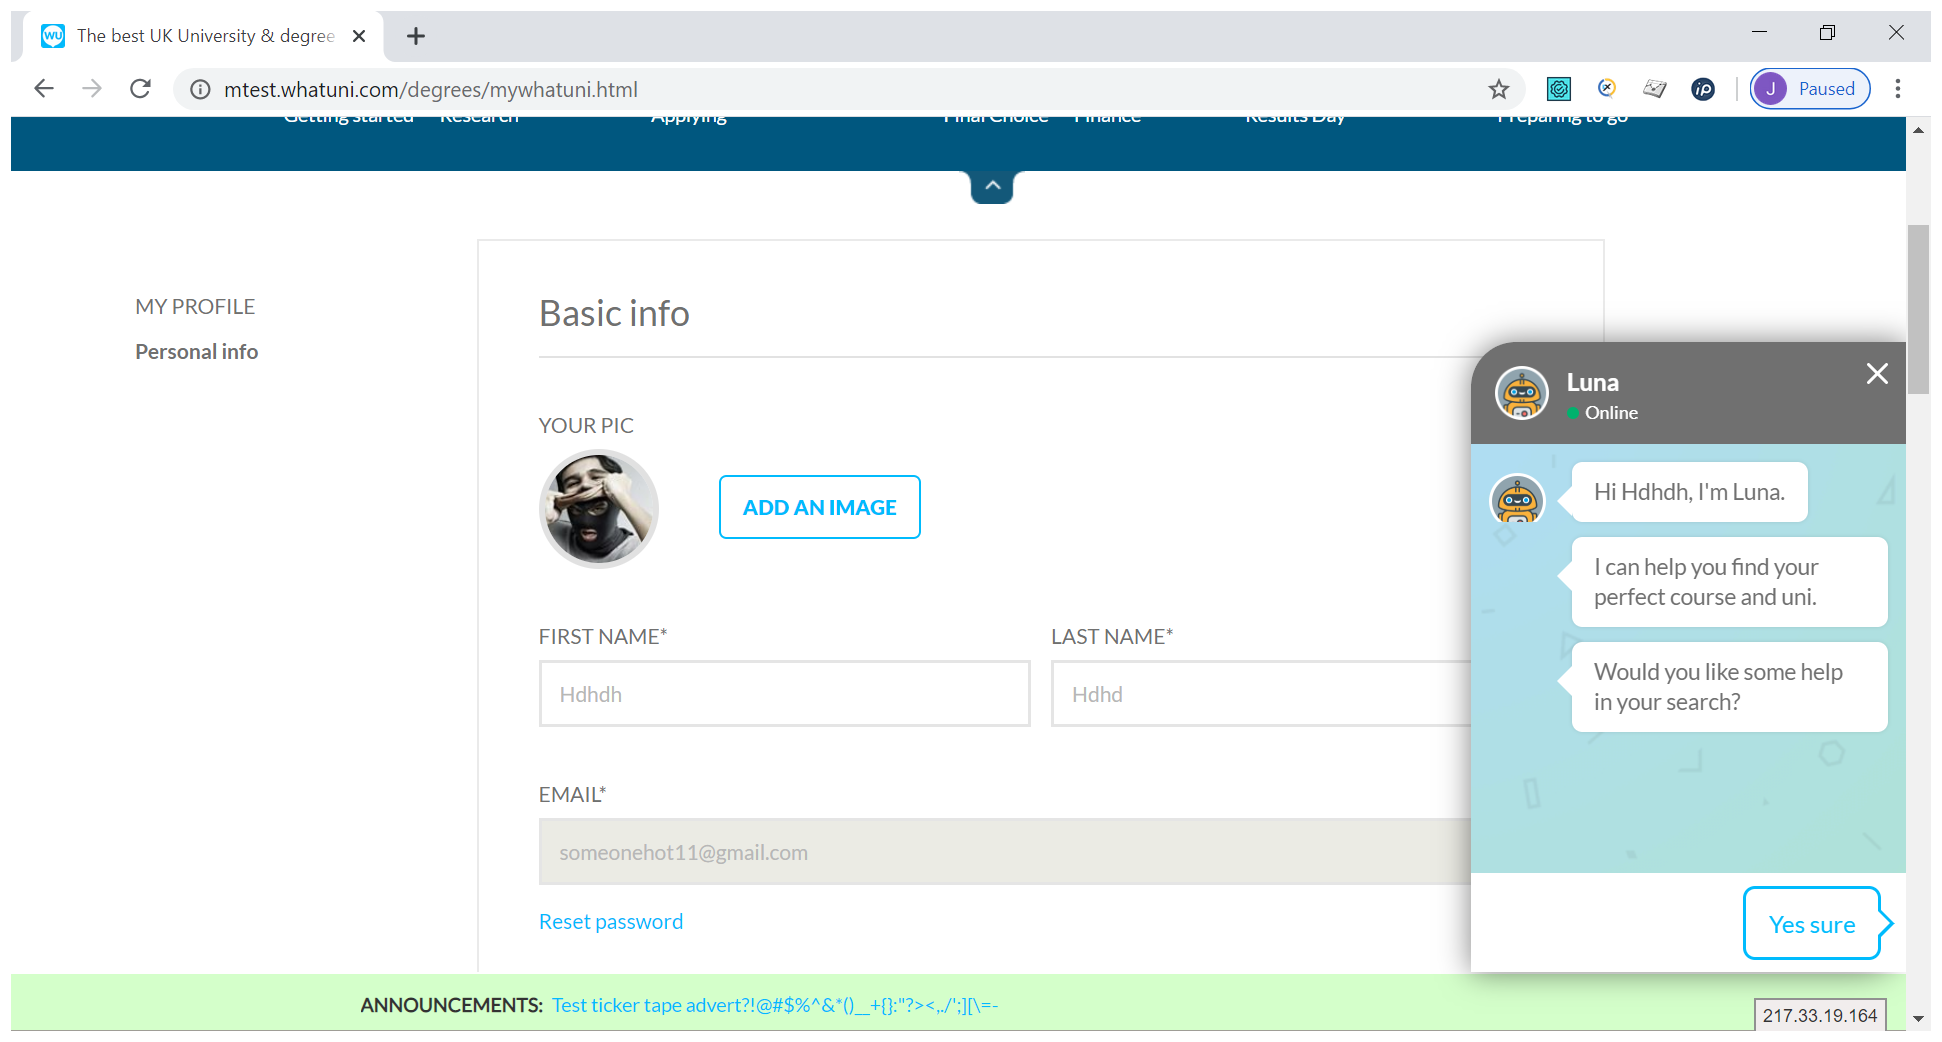 WU The best UK University & degree
mtest.whatuni.com/degrees/mywhatuni.html
ip
J Paused
Getting started Research Applying Final Choice Finance Results Day Preparing to go
MY PROFILE
Personal info
Basic info
YOUR PIC
ADD AN IMAGE
FIRST NAME*
LAST NAME*
Hdhdh
Hdhd
EMAIL*
someonehot11@gmail.com
Reset password
Luna
Online
Hi Hdhdh, I'm Luna.
I can help you find your
perfect course and uni.
Would you like some help
in your search?
Yes sure
ANNOUNCEMENTS: Test ticker tape advert?!@#$%^&*()__+{}:"?><,./';][\=-
217.33.19.164